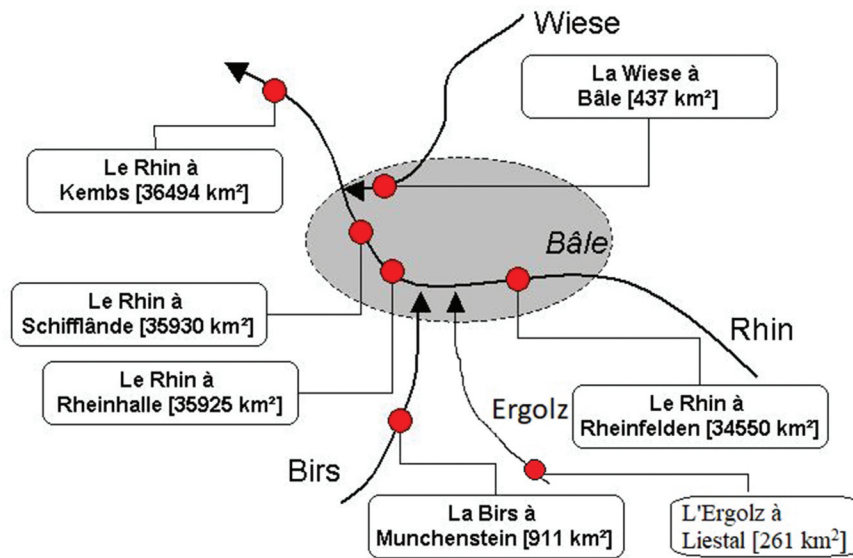 Wiese
La Wiese à
Bâle [437 km²]
Le Rhin à
Kembs [36494 km²]
Bâle
Le Rhin à
Schifflände [35930 km²]
Rhin
Le Rhin à
Rheinhalle [35925 km²]
Ergolz
Le Rhin à
Rheinfelden [34550 km²]
Birs
La Birs à
Munchenstein [911 km²]
L'Ergolz à
Liestal [261 km²]